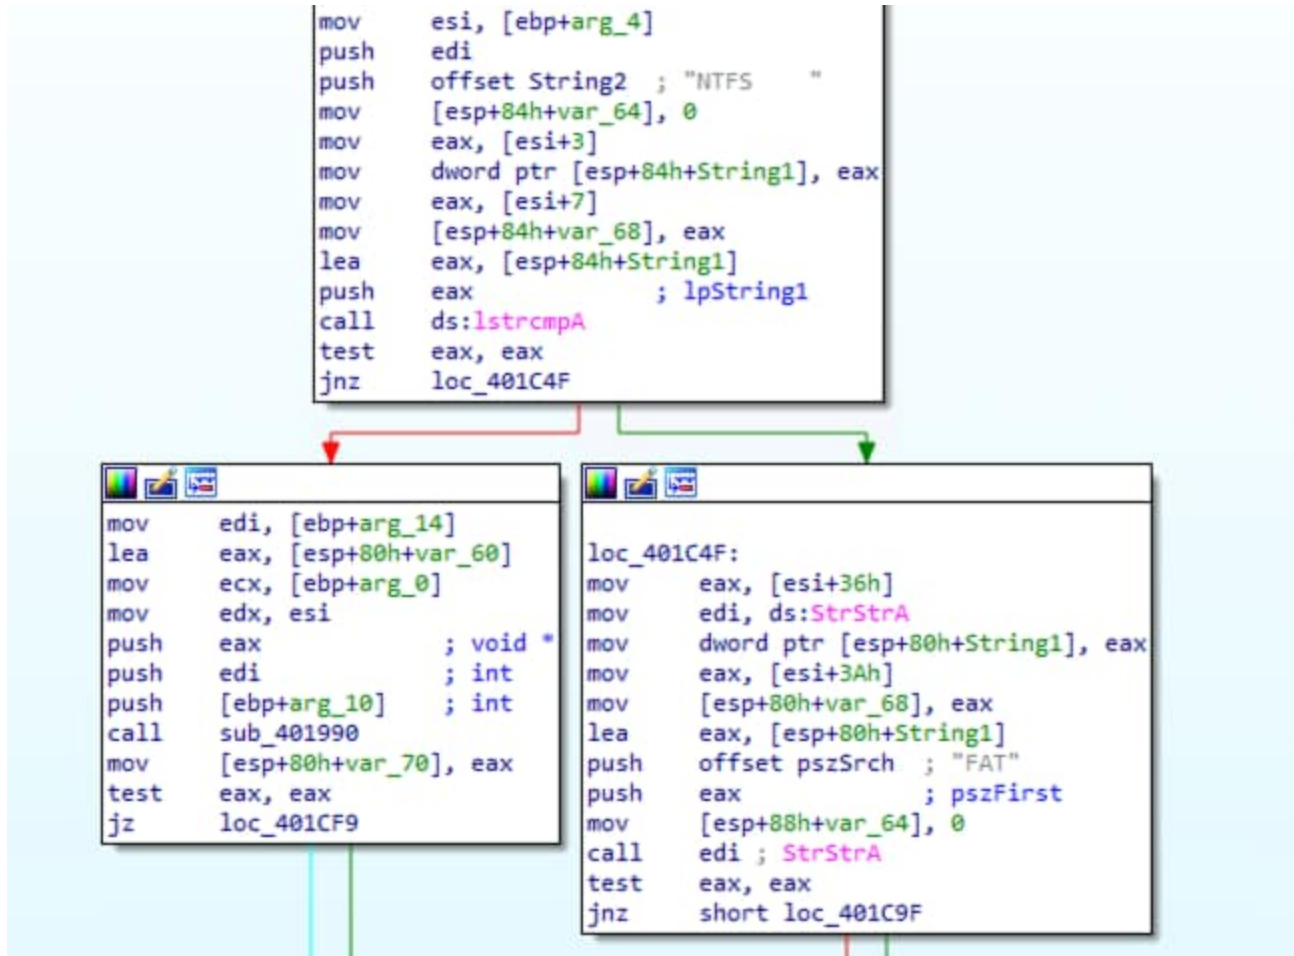 mov     esi, [ebp+arg_4]
push    edi
push    offset String2  ; "NTFS    "
mov     [esp+84h+var_64], 0
mov     eax, [esi+3]
mov     dword ptr [esp+84h+String1], eax
mov     eax, [esi+7]
mov     [esp+84h+var_68], eax
lea     eax, [esp+84h+String1]
push    eax             ; lpString1
call    ds:lstrcmpA
test    eax, eax
jnz     loc_401C4F
mov     edi, [ebp+arg_14]
lea     eax, [esp+80h+var_60]
mov     ecx, [ebp+arg_0]
mov     edx, esi
push    eax             ; void *
push    edi             ; int
push    [ebp+arg_10]    ; int
call    sub_401990
mov     [esp+80h+var_70], eax
test    eax, eax
jz      loc_401CF9
loc_401C4F:
mov     eax, [esi+36h]
mov     edi, ds:StrStrA
mov     dword ptr [esp+80h+String1], eax
mov     eax, [esi+3Ah]
mov     [esp+80h+var_68], eax
lea     eax, [esp+80h+String1]
push    offset pszSrch  ; "FAT"
push    eax             ; pszFirst
mov     [esp+88h+var_64], 0
call    edi ; StrStrA
test    eax, eax
jnz     short loc_401C9F